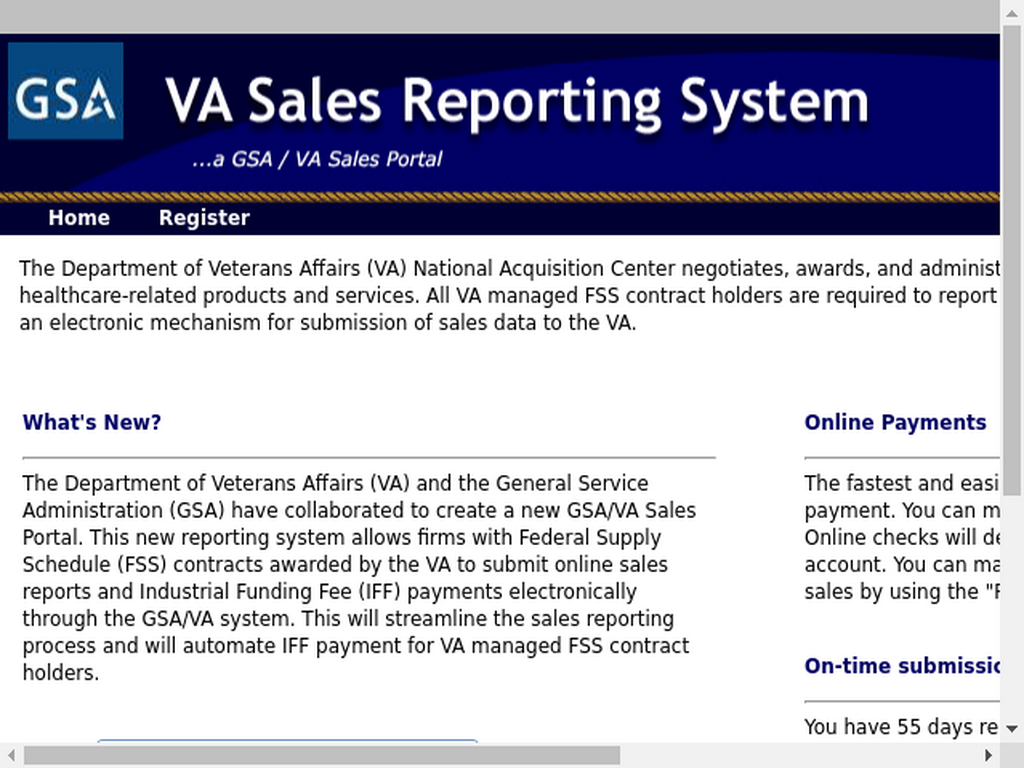 GSA
VA Sales Reporting System
...a GSA / VA Sales Portal
Home Register
The Department of Veterans Affairs (VA) National Acquisition Center negotiates, awards, and administ
healthcare-related products and services. All VA managed FSS contract holders are required to report
an electronic mechanism for submission of sales data to the VA.
What's New?
The Department of Veterans Affairs (VA) and the General Service
Administration (GSA) have collaborated to create a new GSA/VA Sales
Portal. This new reporting system allows firms with Federal Supply
Schedule (FSS) contracts awarded by the VA to submit online sales
reports and Industrial Funding Fee (IFF) payments electronically
through the GSA/VA system. This will streamline the sales reporting
process and will automate IFF payment for VA managed FSS contract
holders.
Online Payments
The fastest and easi
payment. You can m
Online checks will de
account. You can ma
sales by using the "
On-time submissio
You have 55 days re